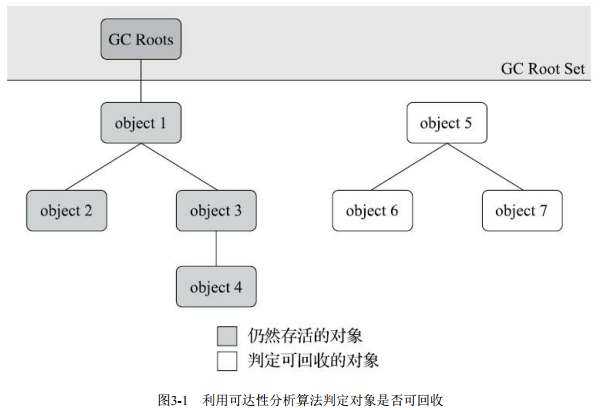 GC Roots
GC Root Set
object 1
object 5
object 2
object 3
object 6
object 7
object 4
仍然存活的对象
判定可回收的对象
图3-1 利用可达性分析算法判定对象是否可回收